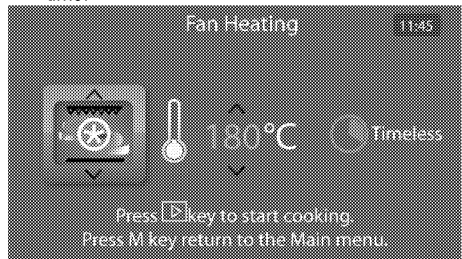 Fan Heating
11:45
180°C
Timeless
Press key to start cooking.
Press M key return to the Main menu.